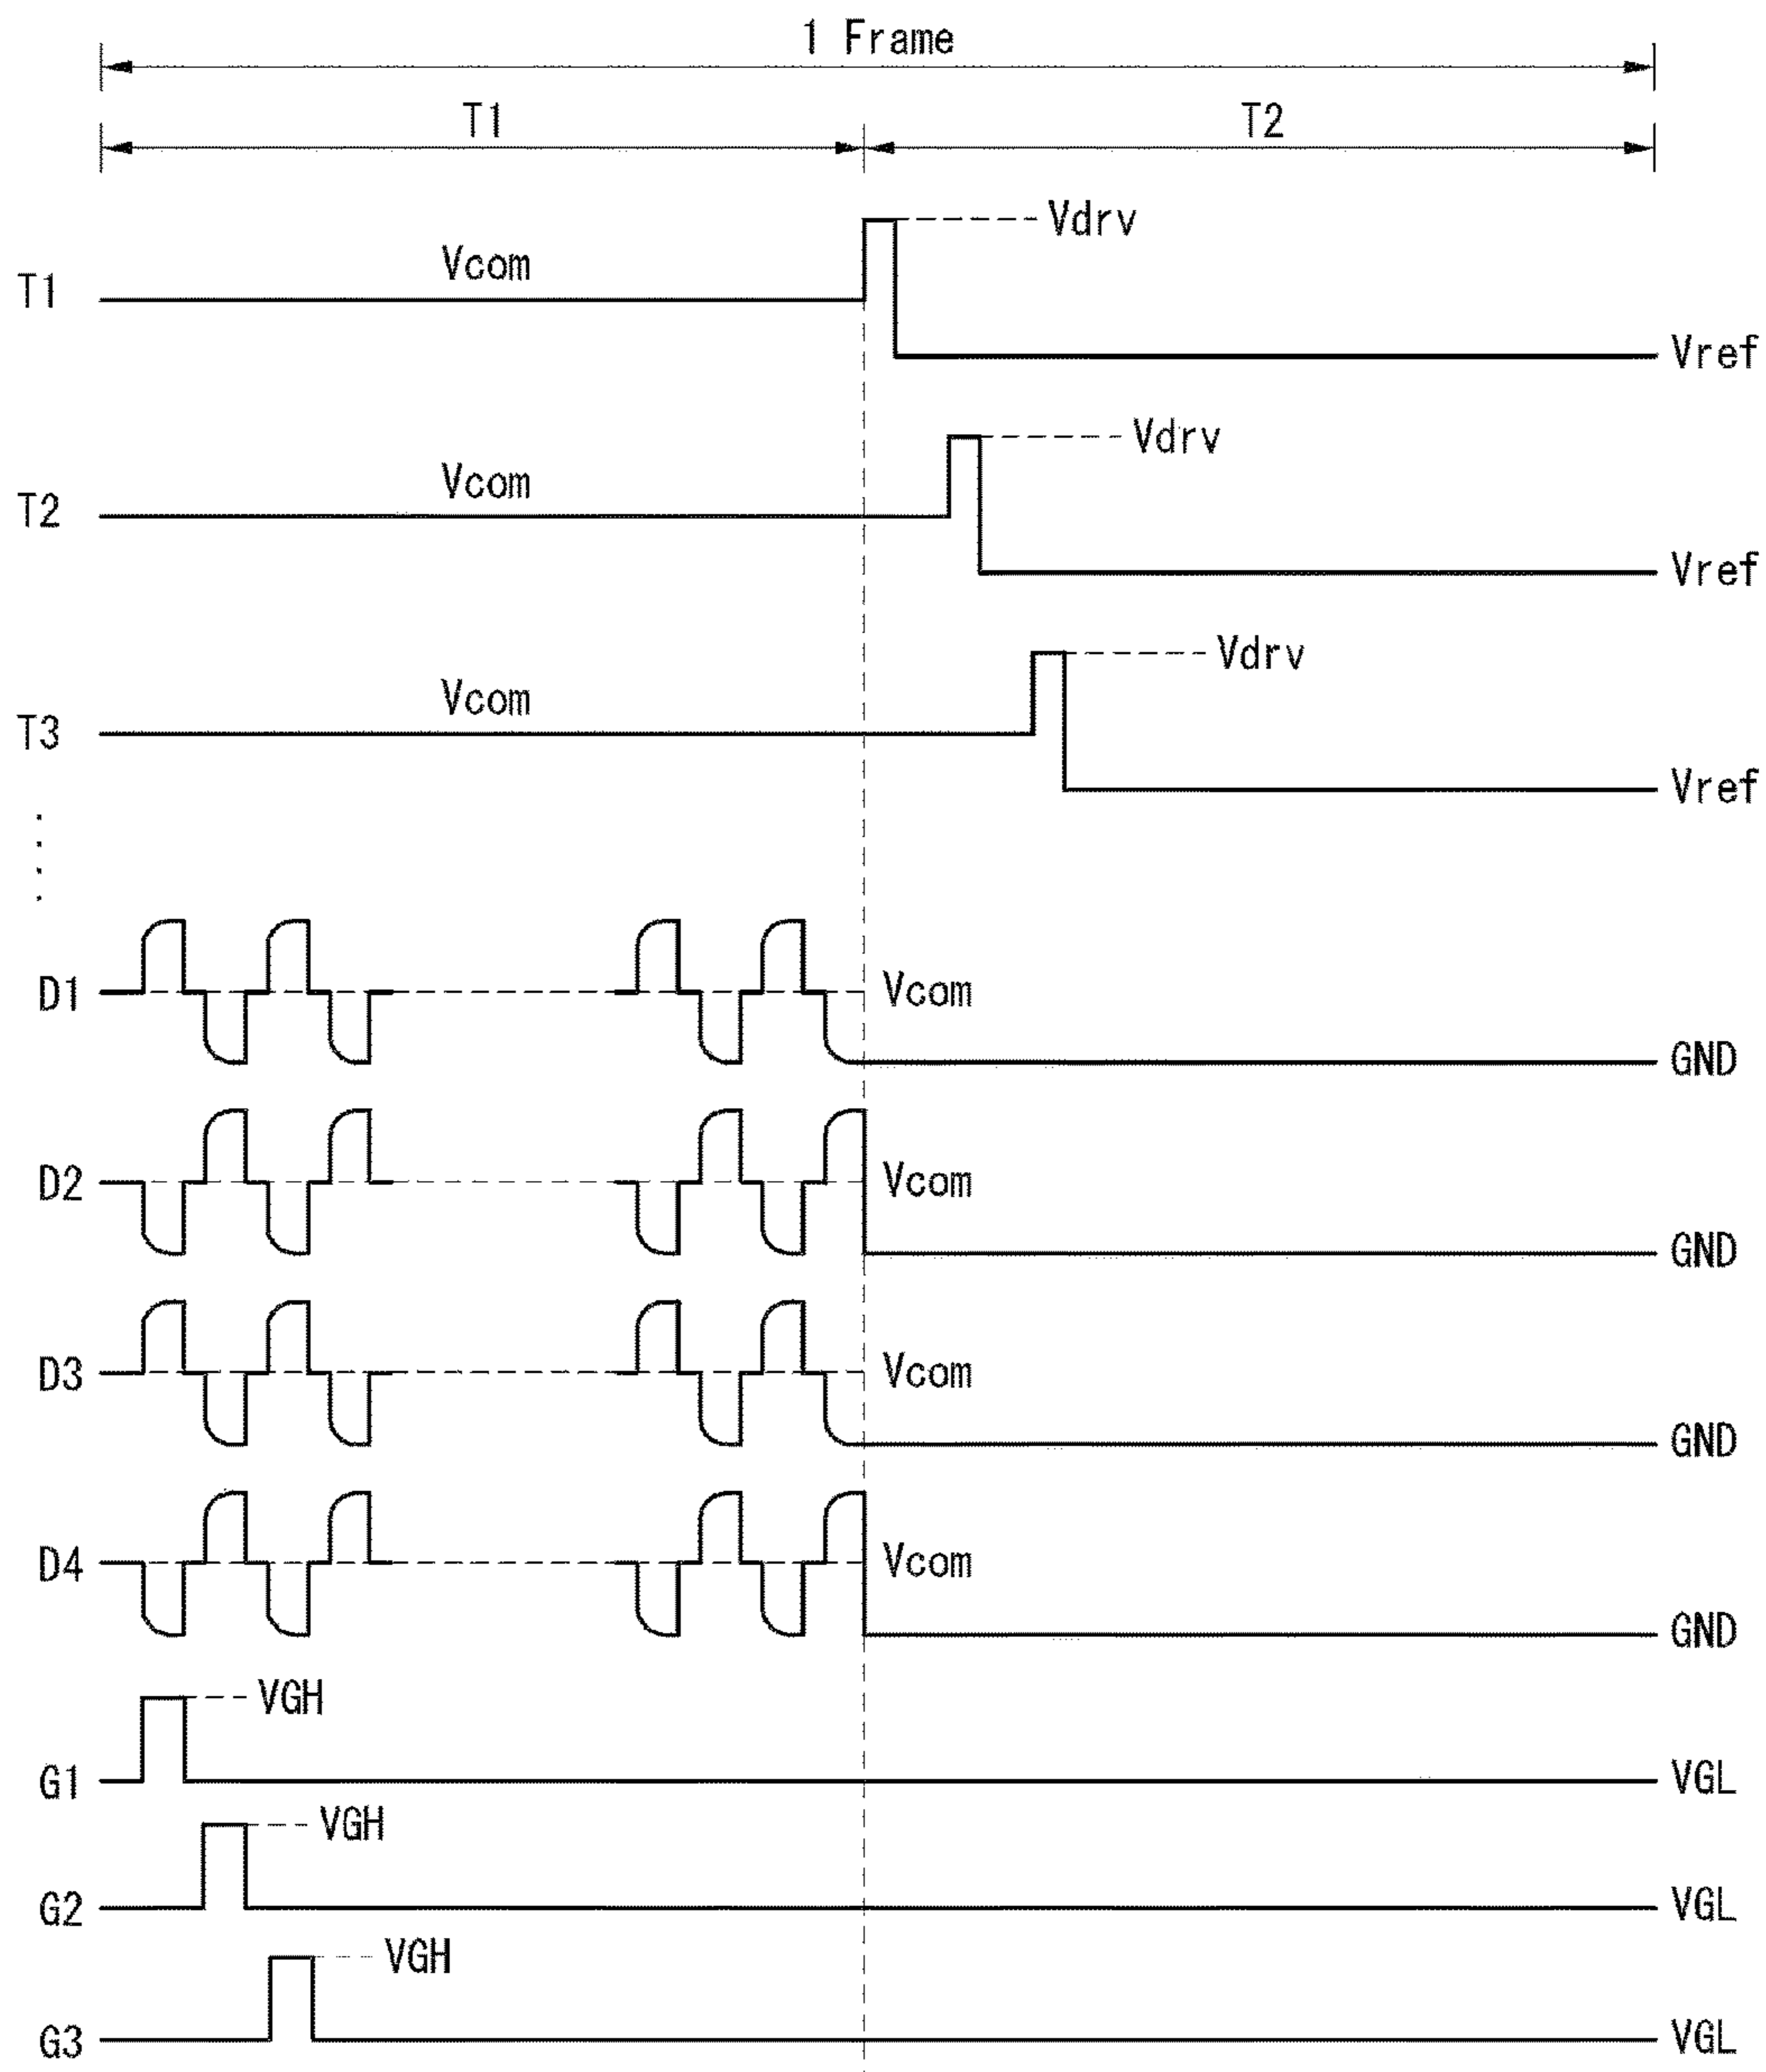 1 Frame
T1 T2
Vdrv
Vcom
T1
Vref
Vdrv
Vcom
T2
Vref
Vdrv
Vcom
T3
Vref
D1 Vcom
GND
D2 Vcom
GND
D3 Vcom
GND
D4 Vcom
GND
VGH
G1 VGL
VGH
G2 VGL
VGH
G3 VGL